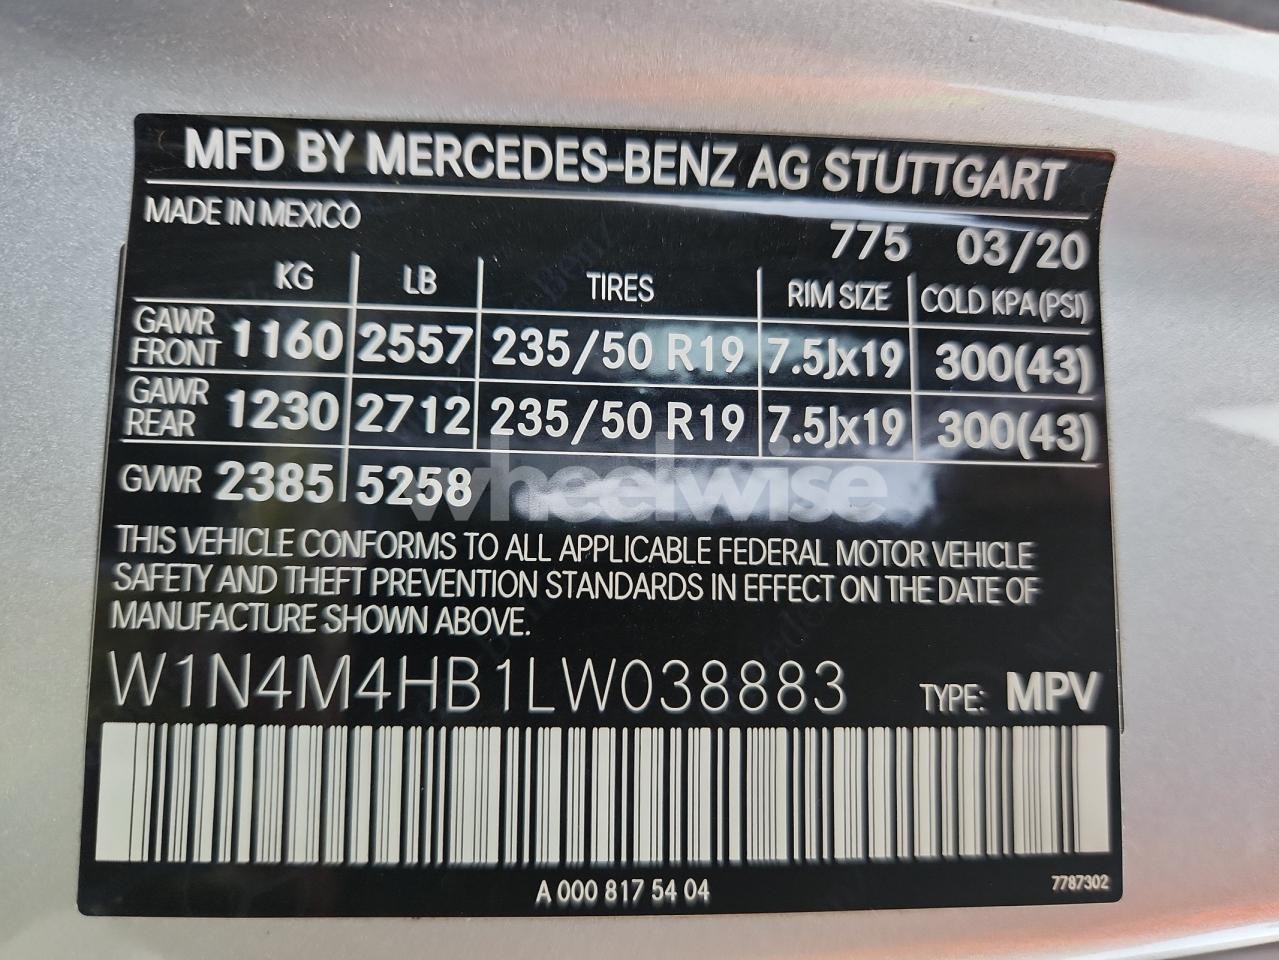 MFD BY MERCEDES-BENZ AG STUTTGART
MADE IN MEXICO
775 03/20
KG LB TIRES RIM SIZE COLD KPA(PSI)
GAWR FRONT 1160 2557 235/50 R19 7.5Jx19 300(43)
GAWR REAR 1230 2712 235/50 R19 7.5Jx19 300(43)
GVWR 2385 5258
wheelwise
THIS VEHICLE CONFORMS TO ALL APPLICABLE FEDERAL MOTOR VEHICLE
SAFETY AND THEFT PREVENTION STANDARDS IN EFFECT ON THE DATE OF
MANUFACTURE SHOWN ABOVE.
W1N4M4HB1LW038883 TYPE: MPV
A 000 817 54 04
7787302